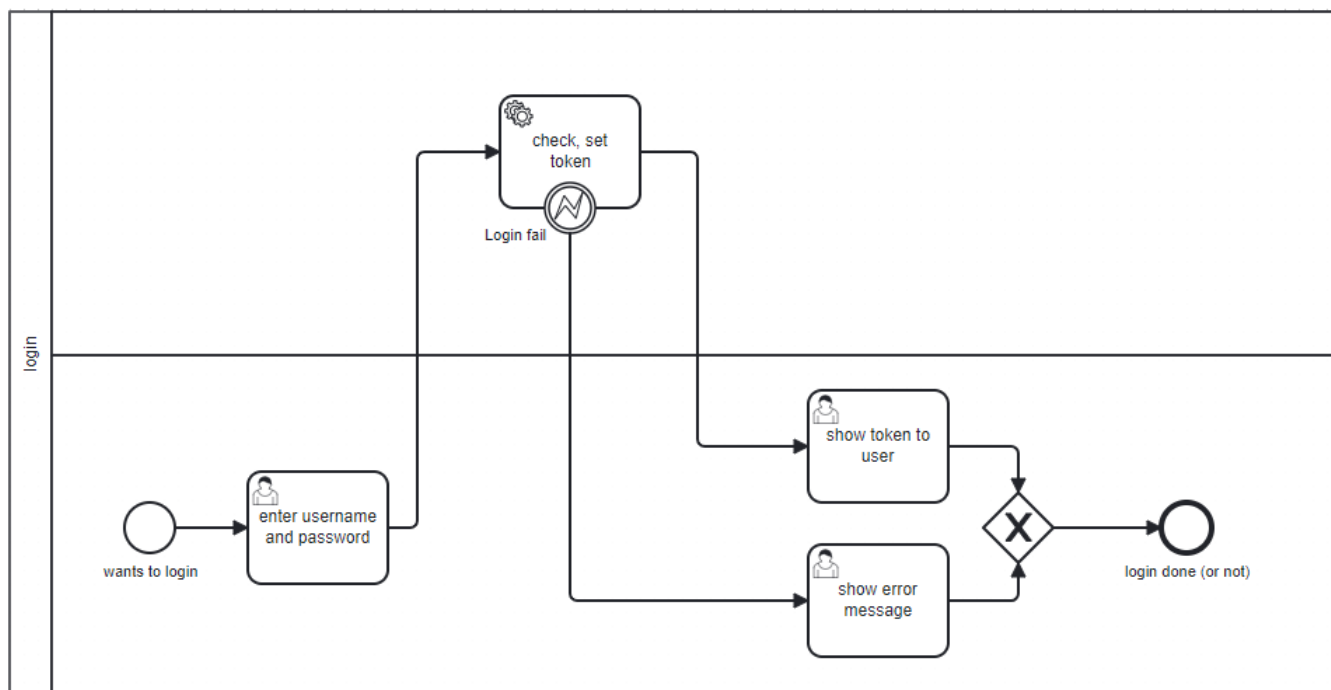 login
check, set
token
Login fail
show token to
user
enter username
and password
wants to login
show error
message
login done (or not)